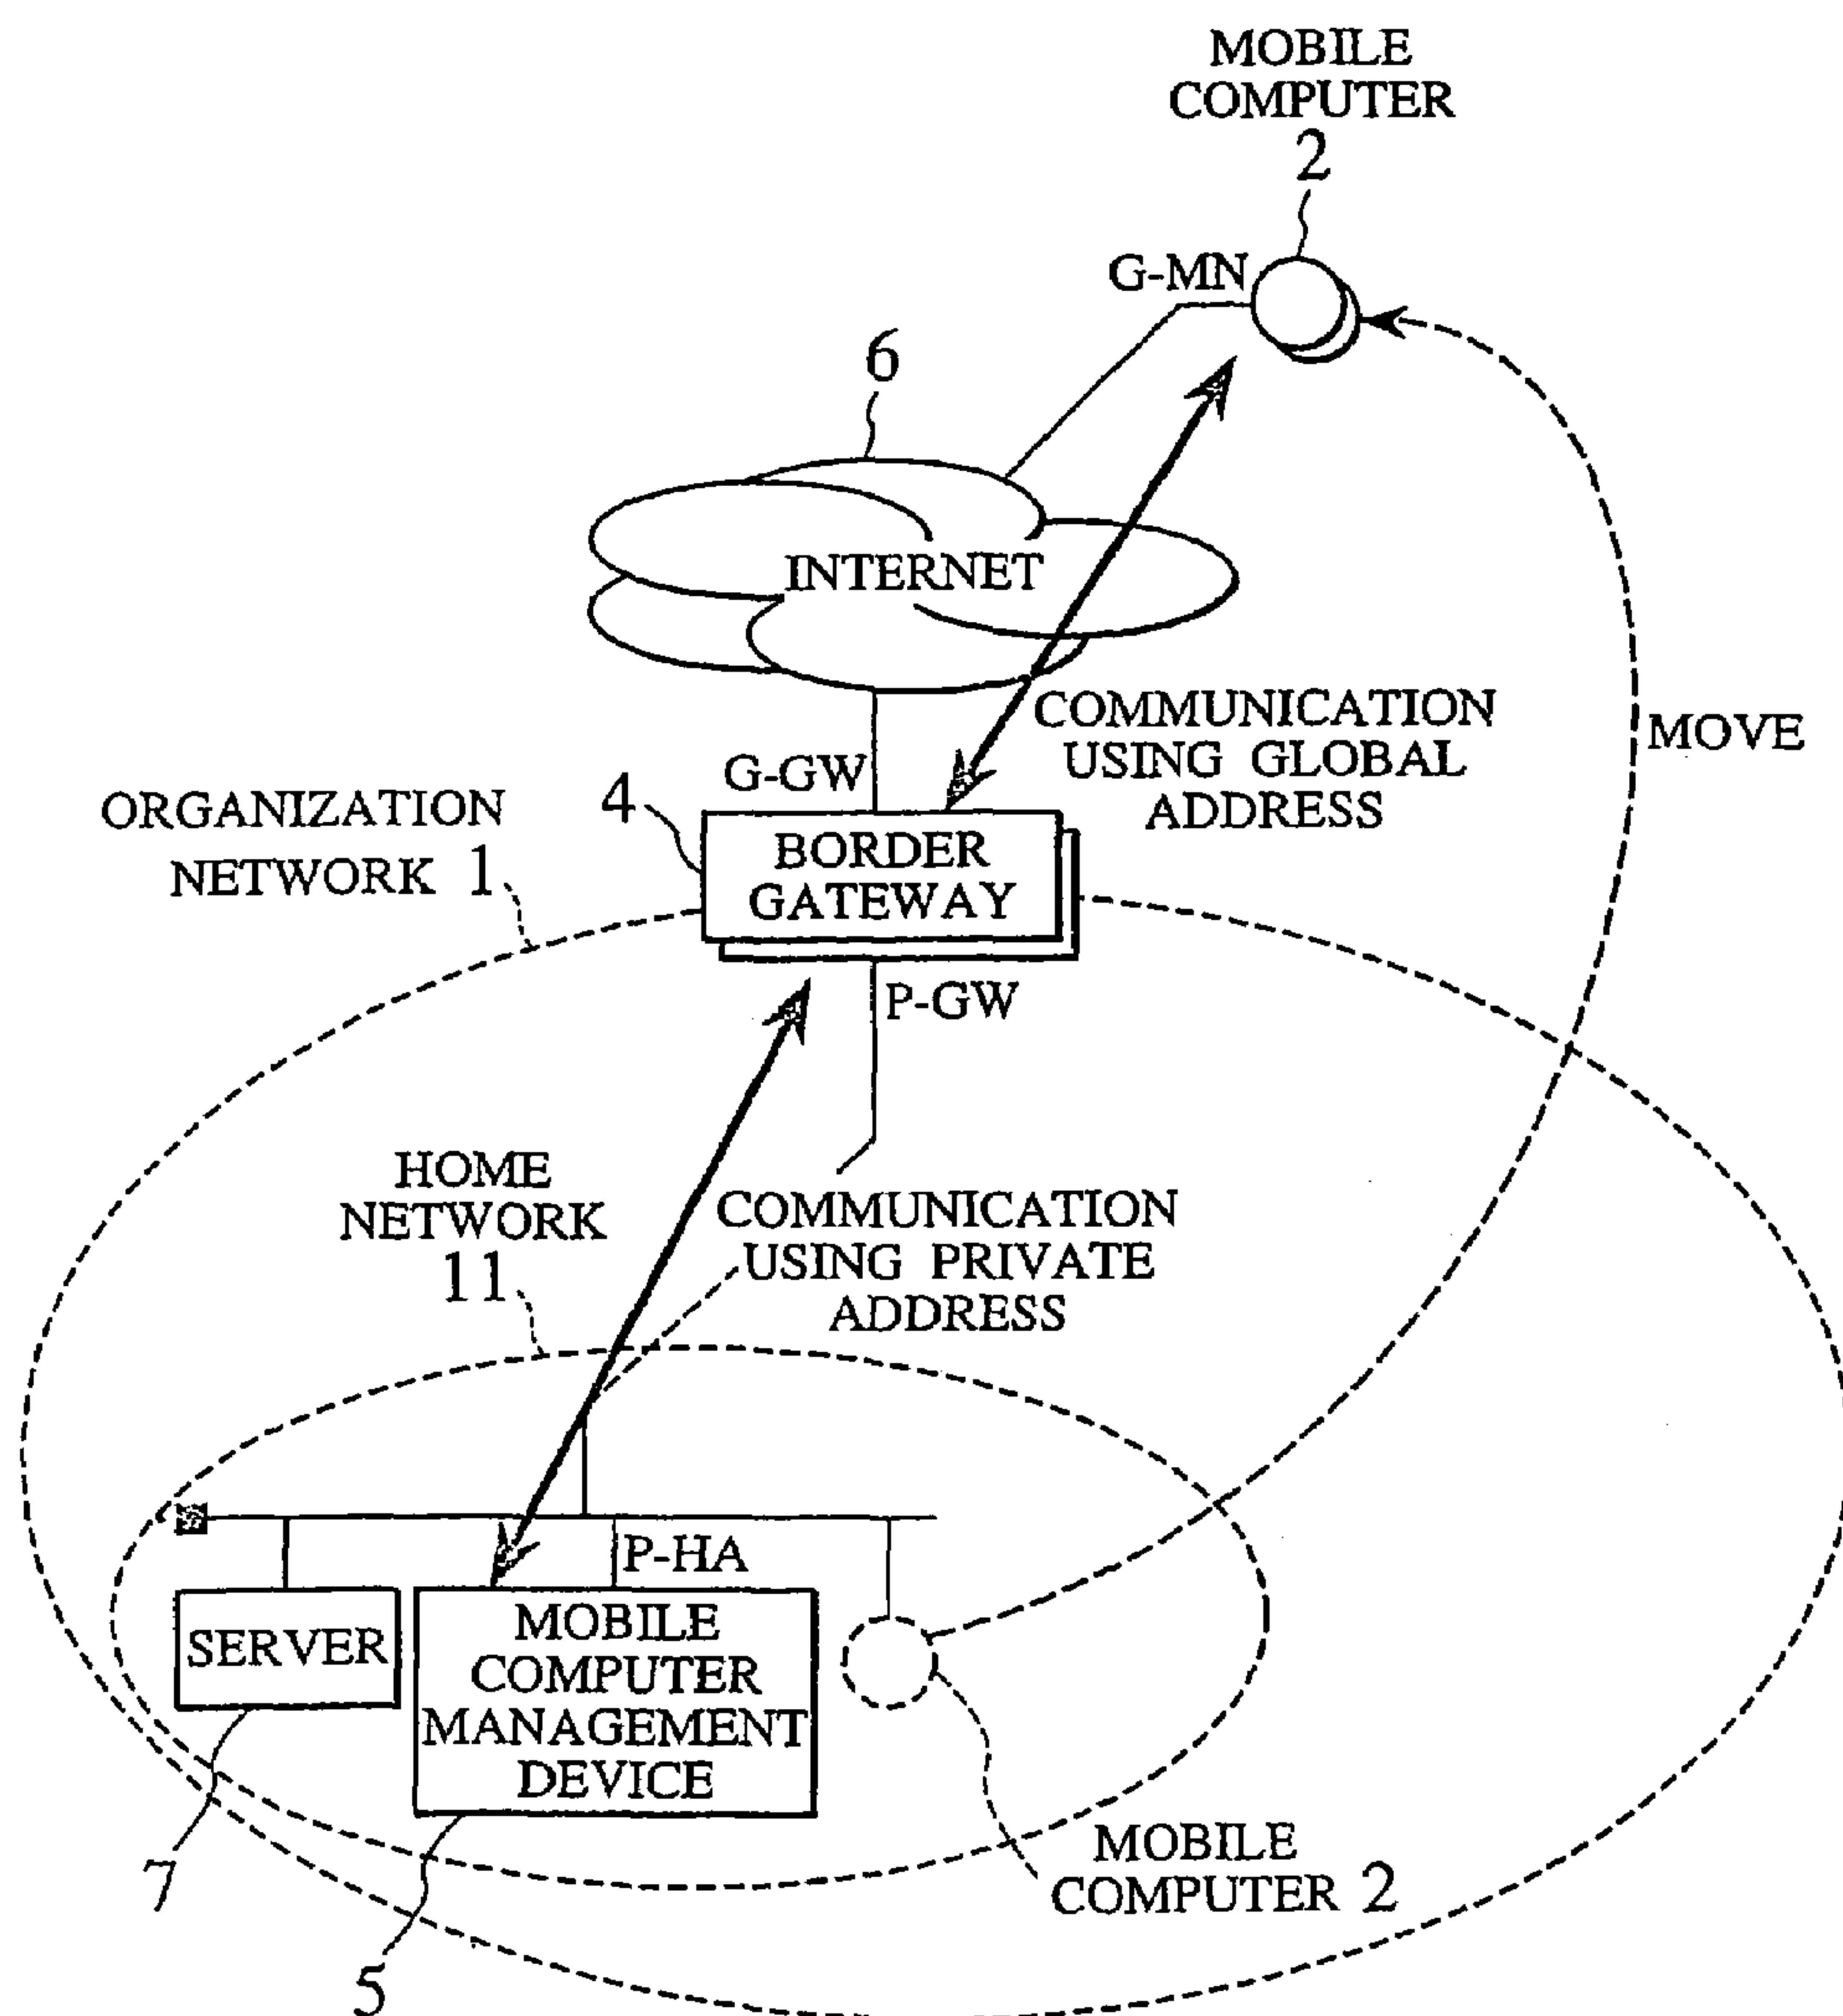 MOBILE
COMPUTER
2
G-MN
6
INTERNET
COMMUNICATION
USING GLOBAL
ADDRESS
MOVE
G-GW
4
ORGANIZATION
NETWORK 1
BORDER
GATEWAY
P-GW
HOME
NETWORK
11
COMMUNICATION
USING PRIVATE
ADDRESS
P-HA
SERVER
MOBILE
COMPUTER
MANAGEMENT
DEVICE
7
5
MOBILE
COMPUTER 2